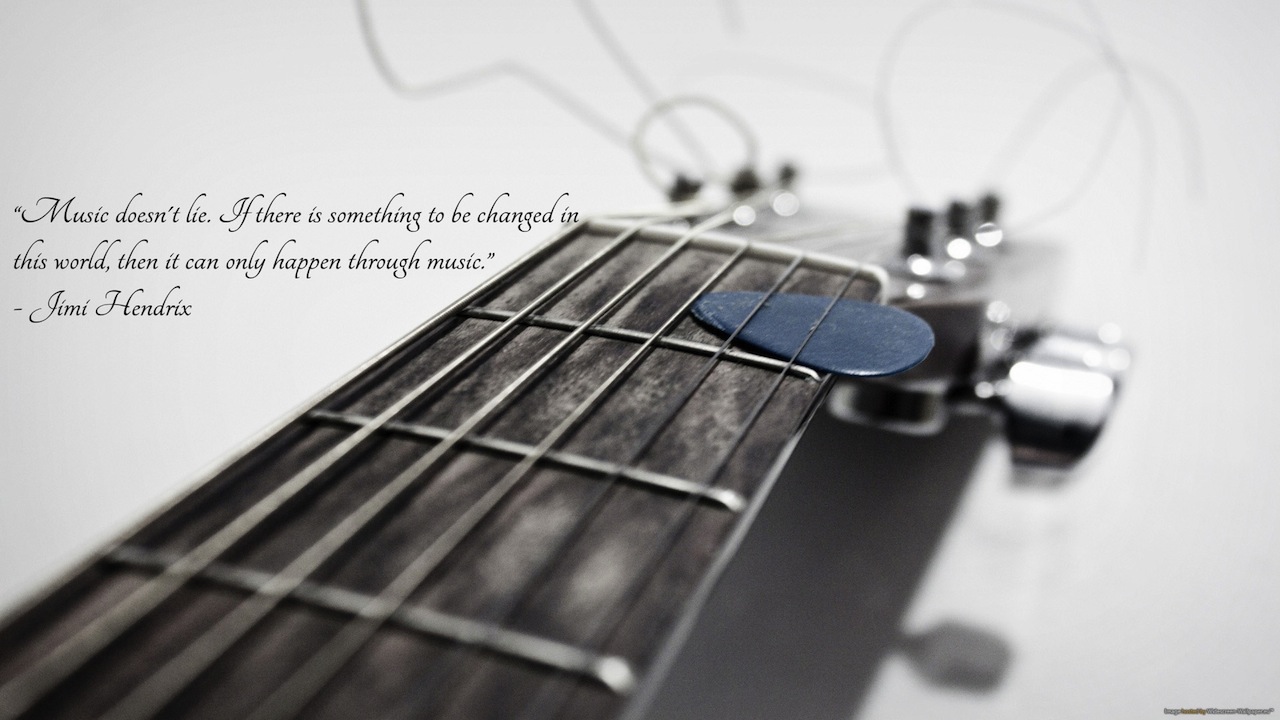 “Music doesn't lie. If there is something to be changed in
this world, then it can only happen through music.”
- Jimi Hendrix